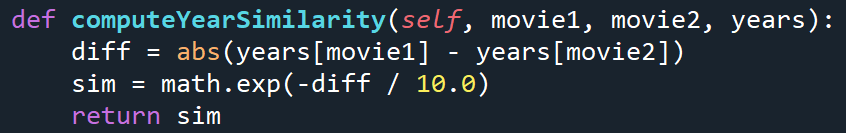 def computeYearSimilarity(self, movie1, movie2, years):
    diff = abs(years[movie1] - years[movie2])
    sim = math.exp(-diff / 10.0)
    return sim